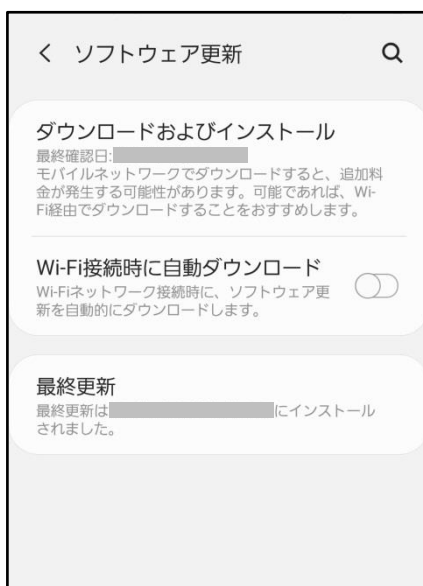 ソフトウェア更新
ダウンロードおよびインストール
最終確認日:
モバイルネットワークでダウンロードすると、追加料
金が発生する可能性があります。可能であれば、Wi-
Fi経由でダウンロードすることをおすすめします。
Wi-Fi接続時に自動ダウンロード
Wi-Fiネットワーク接続時に、ソフトウェア更
新を自動的にダウンロードします。
最終更新
最終更新は にインストール
されました。